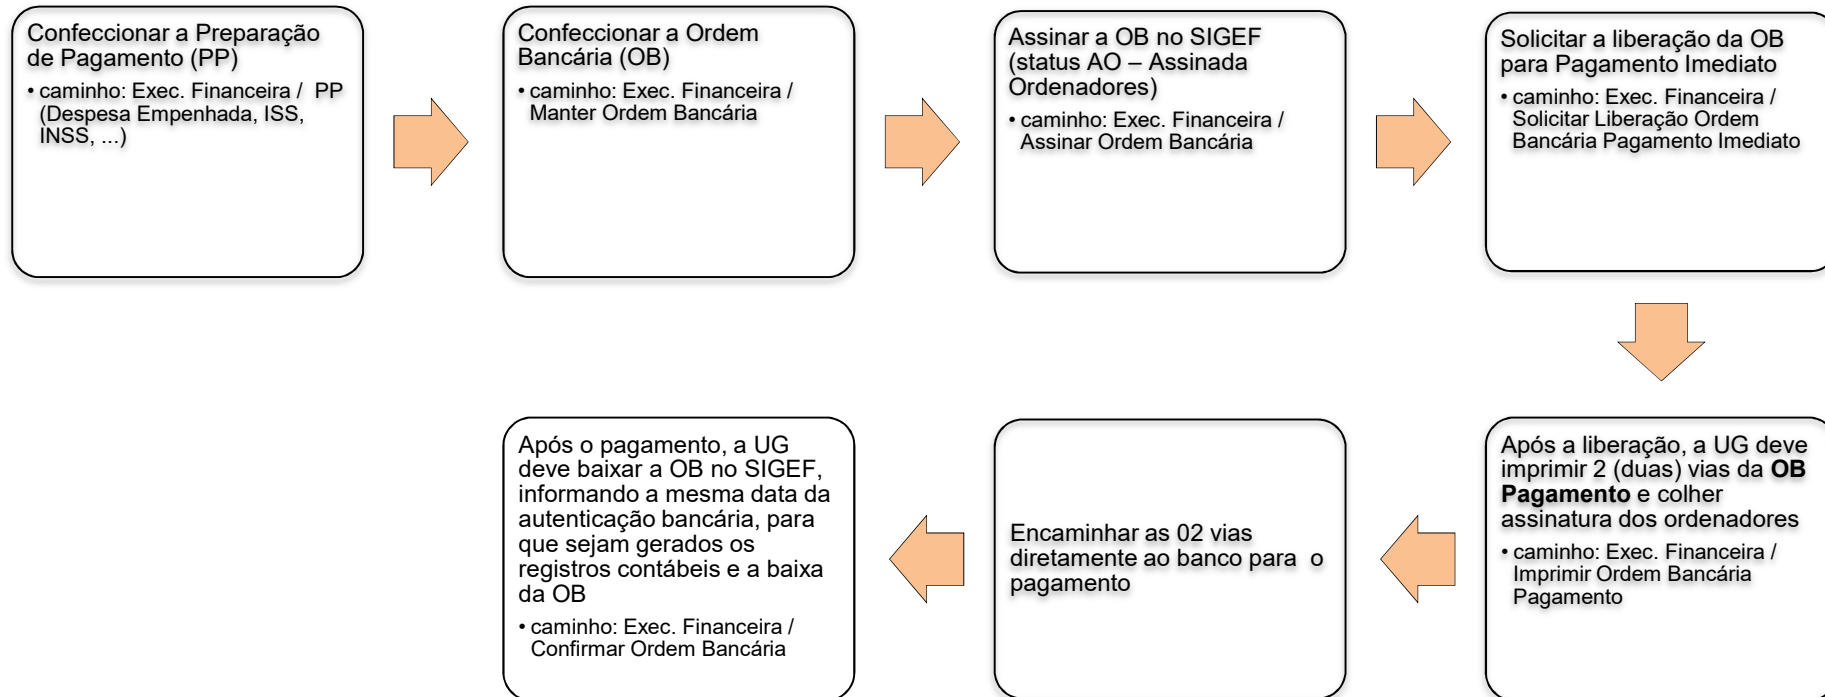 Confeccionar a Preparação
de Pagamento (PP)
• caminho: Exec. Financeira / PP
(Despesa Empenhada, ISS,
INSS, ...)
Confeccionar a Ordem
Bancária (OB)
• caminho: Exec. Financeira /
Manter Ordem Bancária
Assinar a OB no SIGEF
(status AO – Assinada
Ordenadores)
• caminho: Exec. Financeira /
Assinar Ordem Bancária
Solicitar a liberação da OB
para Pagamento Imediato
• caminho: Exec. Financeira /
Solicitar Liberação Ordem
Bancária Pagamento Imediato
Após a liberação, a UG deve
imprimir 2 (duas) vias da OB
Pagamento e colher
assinatura dos ordenadores
• caminho: Exec. Financeira /
Imprimir Ordem Bancária
Pagamento
Encaminhar as 02 vias
diretamente ao banco para o
pagamento
Após o pagamento, a UG
deve baixar a OB no SIGEF,
informando a mesma data da
autenticação bancária, para
que sejam gerados os
registros contábeis e a baixa
da OB
• caminho: Exec. Financeira /
Confirmar Ordem Bancária